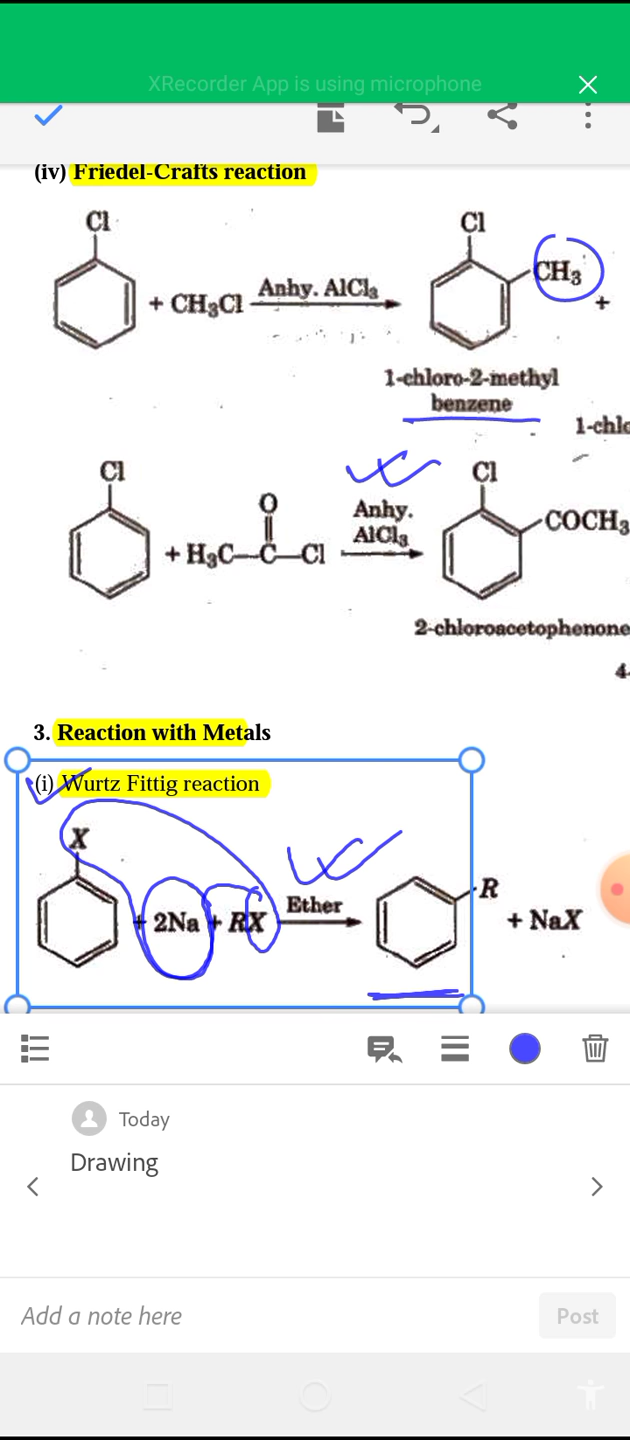 XRecorder App is using microphone
(iv) Friedel-Crafts reaction
Cl
+ CH₃Cl
Anhy. AlCl₃
Cl
CH₃
+
1-chloro-2-methyl
benzene
Cl
+ H₃C—C—Cl
O
Anhy.
AlCl₃
Cl
COCH₃
2-chloroacetophenone
3. Reaction with Metals
(i) Wurtz Fittig reaction
X
+ 2Na + RX
Ether
R
+ NaX
Today
Drawing
Add a note here
Post